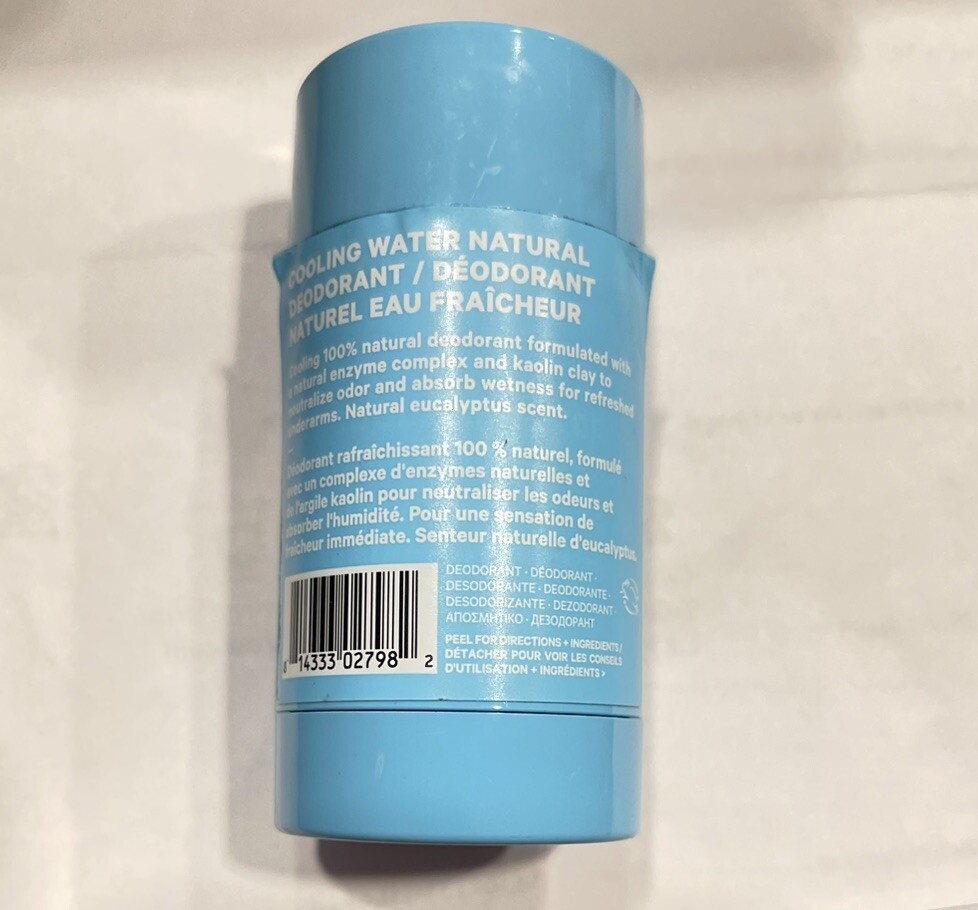 COOLING WATER NATURAL
DEODORANT / DÉODORANT
NATUREL EAU FRAÎCHEUR
Cooling 100% natural deodorant formulated with
a natural enzyme complex and kaolin clay to
neutralize odor and absorb wetness for refreshed
underarms. Natural eucalyptus scent.
Déodorant rafraîchissant 100 % naturel, formulé
avec un complexe d'enzymes naturelles et
de l'argile kaolin pour neutraliser les odeurs et
absorber l'humidité. Pour une sensation de
fraîcheur immédiate. Senteur naturelle d'eucalyptus.
DEODORANT · DÉODORANT ·
DESODORANTE · DEODORANTE ·
DESODORIZANTE · DEZODORANT
ΑΠΟΣΜΗΤΙΚΟ · ДЕЗОДОРАНТ
PEEL FOR DIRECTIONS + INGREDIENTS /
DÉTACHER POUR VOIR LES CONSEILS
D'UTILISATION + INGRÉDIENTS >
14333 02798 2